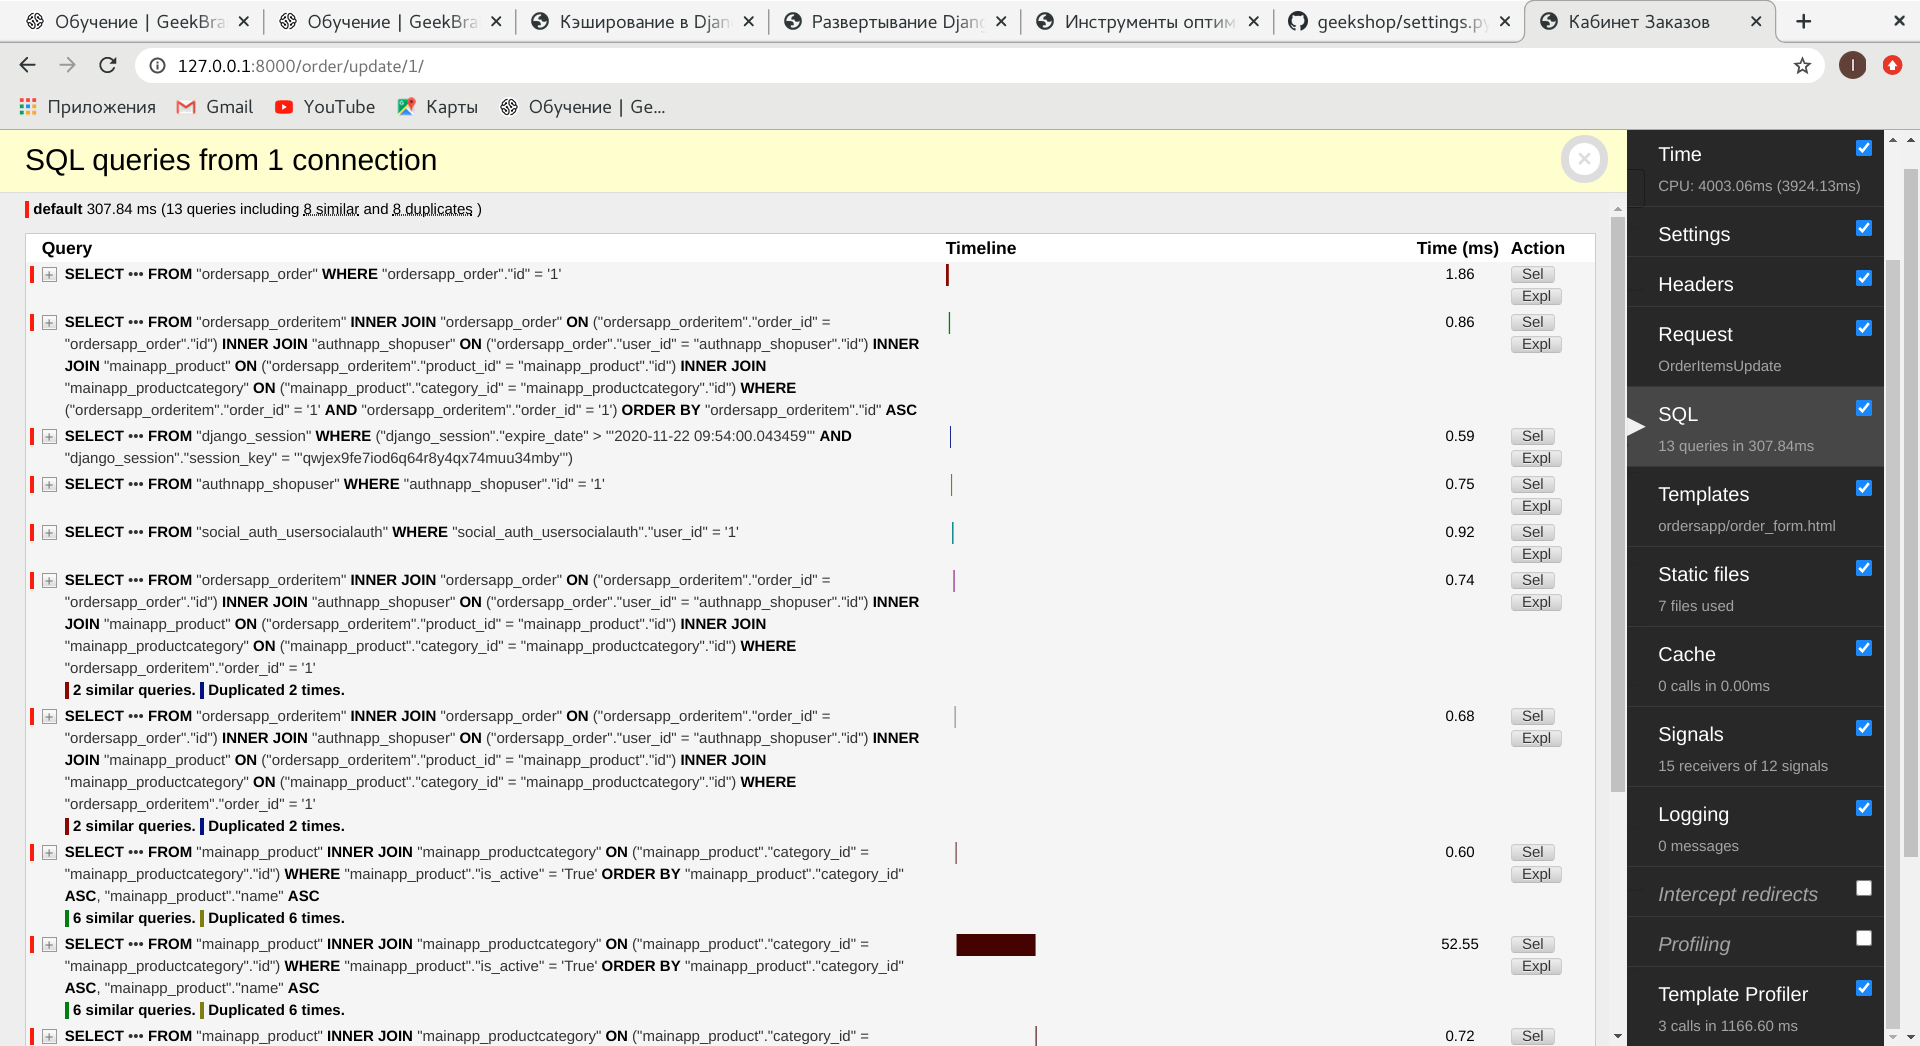 Обучение | GeekBra
Обучение | GeekBra
Кэширование в Djan
Развертывание Djang
Инструменты оптим
geekshop/settings.py
Кабинет Заказов
127.0.0.1:8000/order/update/1/
I
Приложения
Gmail
YouTube
Карты
Обучение | Ge...
SQL queries from 1 connection
default 307.84 ms (13 queries including 8 similar and 8 duplicates )
Query Timeline Time (ms) Action
SELECT ••• FROM "ordersapp_order" WHERE "ordersapp_order"."id" = '1' 1.86 Sel
Expl
SELECT ••• FROM "ordersapp_orderitem" INNER JOIN "ordersapp_order" ON ("ordersapp_orderitem"."order_id" = 0.86 Sel
"ordersapp_order"."id") INNER JOIN "authnapp_shopuser" ON ("ordersapp_order"."user_id" = "authnapp_shopuser"."id") INNER Expl
JOIN "mainapp_product" ON ("ordersapp_orderitem"."product_id" = "mainapp_product"."id") INNER JOIN
"mainapp_productcategory" ON ("mainapp_product"."category_id" = "mainapp_productcategory"."id") WHERE
("ordersapp_orderitem"."order_id" = '1' AND "ordersapp_orderitem"."order_id" = '1') ORDER BY "ordersapp_orderitem"."id" ASC
SELECT ••• FROM "django_session" WHERE ("django_session"."expire_date" > '"2020-11-22 09:54:00.043459"' AND 0.59 Sel
"django_session"."session_key" = '"qwjex9fe7iod6q64r8y4qx74muu34mby"') Expl
SELECT ••• FROM "authnapp_shopuser" WHERE "authnapp_shopuser"."id" = '1' 0.75 Sel
Expl
SELECT ••• FROM "social_auth_usersocialauth" WHERE "social_auth_usersocialauth"."user_id" = '1' 0.92 Sel
Expl
SELECT ••• FROM "ordersapp_orderitem" INNER JOIN "ordersapp_order" ON ("ordersapp_orderitem"."order_id" = 0.74 Sel
"ordersapp_order"."id") INNER JOIN "authnapp_shopuser" ON ("ordersapp_order"."user_id" = "authnapp_shopuser"."id") INNER Expl
JOIN "mainapp_product" ON ("ordersapp_orderitem"."product_id" = "mainapp_product"."id") INNER JOIN
"mainapp_productcategory" ON ("mainapp_product"."category_id" = "mainapp_productcategory"."id") WHERE
"ordersapp_orderitem"."order_id" = '1'
2 similar queries. Duplicated 2 times.
SELECT ••• FROM "ordersapp_orderitem" INNER JOIN "ordersapp_order" ON ("ordersapp_orderitem"."order_id" = 0.68 Sel
"ordersapp_order"."id") INNER JOIN "authnapp_shopuser" ON ("ordersapp_order"."user_id" = "authnapp_shopuser"."id") INNER Expl
JOIN "mainapp_product" ON ("ordersapp_orderitem"."product_id" = "mainapp_product"."id") INNER JOIN
"mainapp_productcategory" ON ("mainapp_product"."category_id" = "mainapp_productcategory"."id") WHERE
"ordersapp_orderitem"."order_id" = '1'
2 similar queries. Duplicated 2 times.
SELECT ••• FROM "mainapp_product" INNER JOIN "mainapp_productcategory" ON ("mainapp_product"."category_id" = 0.60 Sel
"mainapp_productcategory"."id") WHERE "mainapp_product"."is_active" = 'True' ORDER BY "mainapp_product"."category_id" Expl
ASC, "mainapp_product"."name" ASC
6 similar queries. Duplicated 6 times.
SELECT ••• FROM "mainapp_product" INNER JOIN "mainapp_productcategory" ON ("mainapp_product"."category_id" = 52.55 Sel
"mainapp_productcategory"."id") WHERE "mainapp_product"."is_active" = 'True' ORDER BY "mainapp_product"."category_id" Expl
ASC, "mainapp_product"."name" ASC
6 similar queries. Duplicated 6 times.
SELECT ••• FROM "mainapp_product" INNER JOIN "mainapp_productcategory" ON ("mainapp_product"."category_id" = 0.72 Sel
Time
CPU: 4003.06ms (3924.13ms)
Settings
Headers
Request
OrderItemsUpdate
SQL
13 queries in 307.84ms
Templates
ordersapp/order_form.html
Static files
7 files used
Cache
0 calls in 0.00ms
Signals
15 receivers of 12 signals
Logging
0 messages
Intercept redirects
Profiling
Template Profiler
3 calls in 1166.60 ms